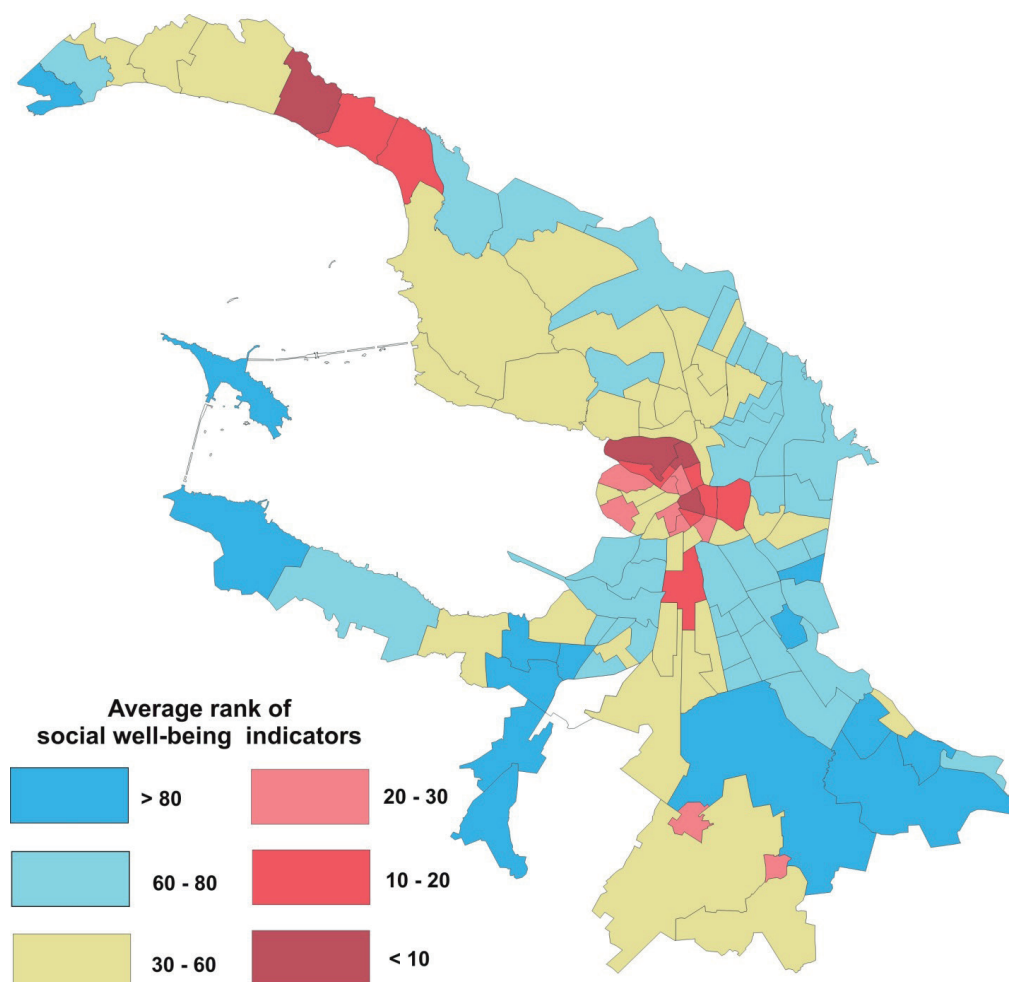 Average rank of
social well-being indicators
> 80
20 - 30
60 - 80
10 - 20
30 - 60
< 10